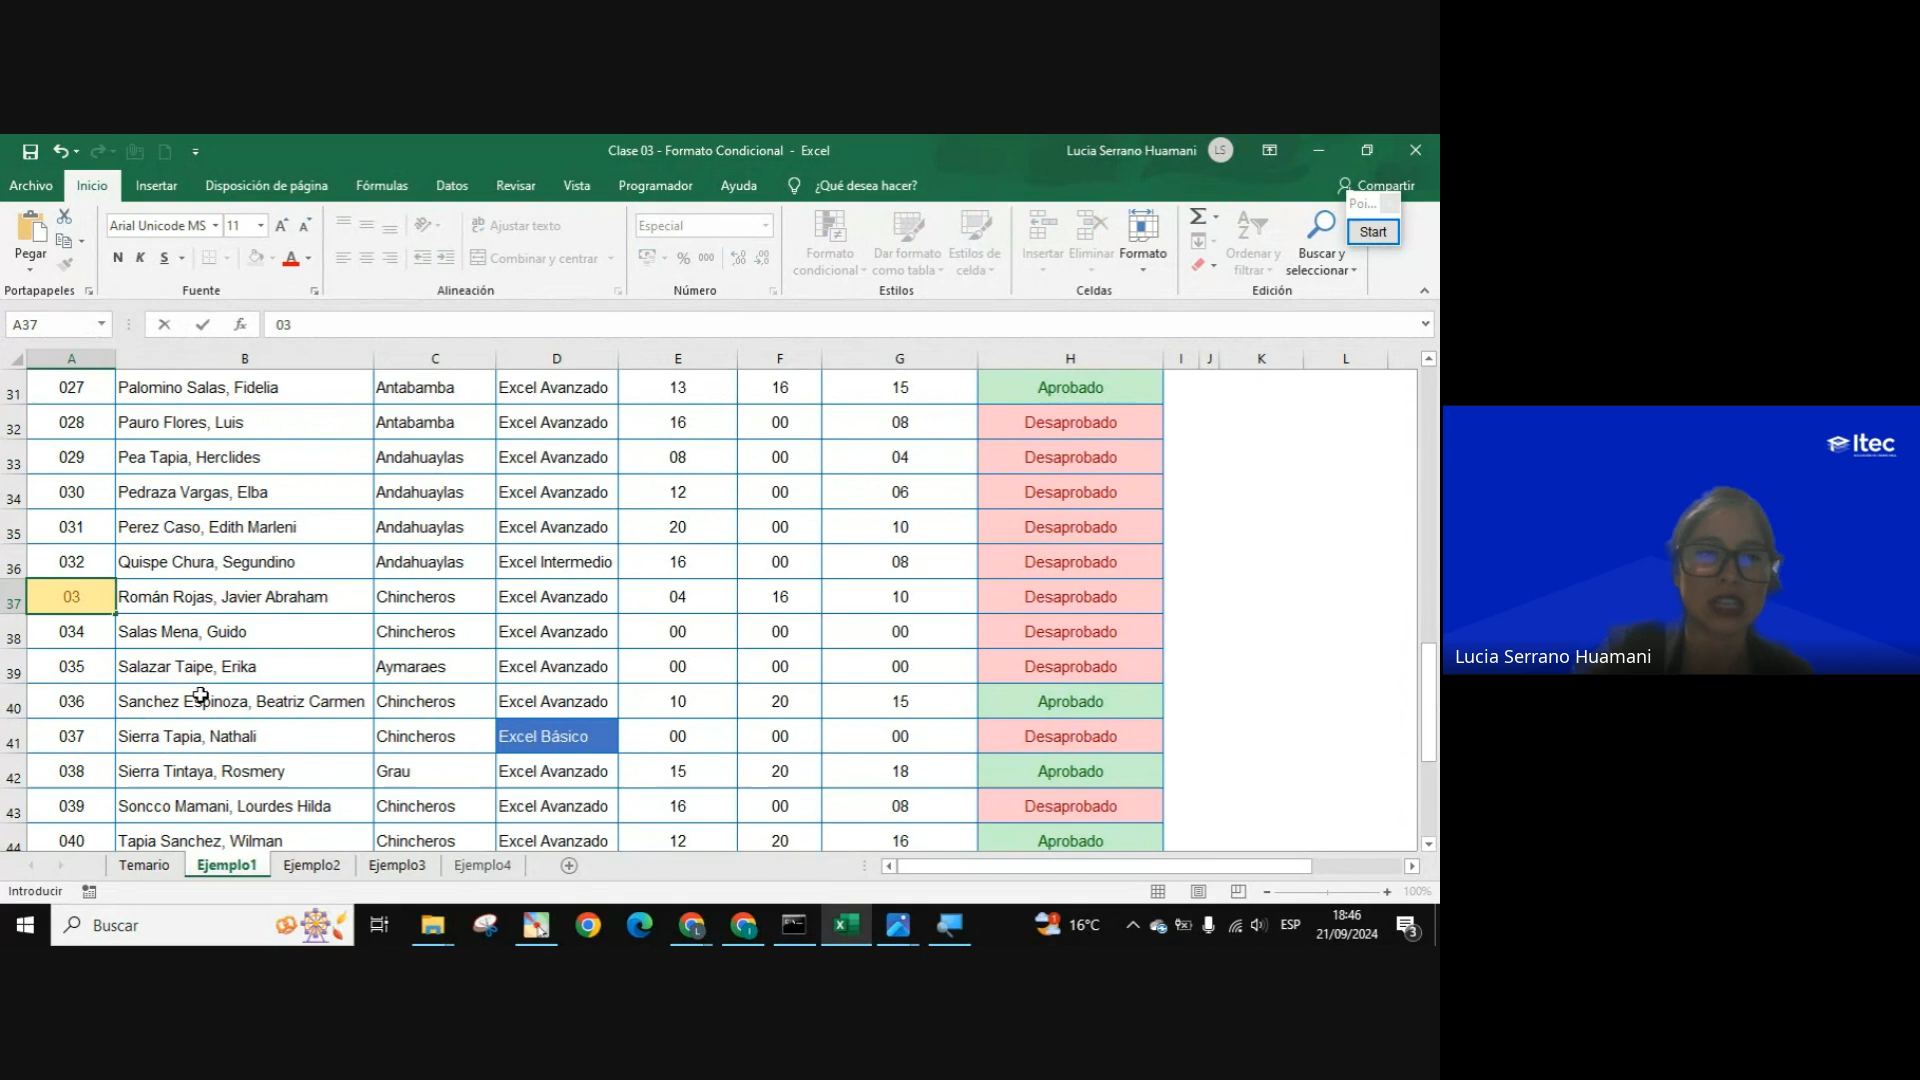 Clase 03 - Formato Condicional - Excel
Lucia Serrano Huamani
LS
Archivo Inicio Insertar Disposición de página Fórmulas Datos Revisar Vista Programador Ayuda ¿Qué desea hacer? Compartir
Poi...
Start
Pegar
Portapapeles
Arial Unicode MS 11
N K S
Fuente
Ajustar texto
Combinar y centrar
Alineación
Especial
% 000
Número
Formato condicional
Dar formato como tabla
Estilos de celda
Estilos
Insertar Eliminar Formato
Celdas
Ordenar y filtrar
Buscar y seleccionar
Edición
A37 fx 03
A B C D E F G H I J K L
31 027 Palomino Salas, Fidelia Antabamba Excel Avanzado 13 16 15 Aprobado
32 028 Pauro Flores, Luis Antabamba Excel Avanzado 16 00 08 Desaprobado
33 029 Pea Tapia, Herclides Andahuaylas Excel Avanzado 08 00 04 Desaprobado
34 030 Pedraza Vargas, Elba Andahuaylas Excel Avanzado 12 00 06 Desaprobado
35 031 Perez Caso, Edith Marleni Andahuaylas Excel Avanzado 20 00 10 Desaprobado
36 032 Quispe Chura, Segundino Andahuaylas Excel Intermedio 16 00 08 Desaprobado
37 03 Román Rojas, Javier Abraham Chincheros Excel Avanzado 04 16 10 Desaprobado
38 034 Salas Mena, Guido Chincheros Excel Avanzado 00 00 00 Desaprobado
39 035 Salazar Taipe, Erika Aymaraes Excel Avanzado 00 00 00 Desaprobado
40 036 Sanchez Espinoza, Beatriz Carmen Chincheros Excel Avanzado 10 20 15 Aprobado
41 037 Sierra Tapia, Nathali Chincheros Excel Básico 00 00 00 Desaprobado
42 038 Sierra Tintaya, Rosmery Grau Excel Avanzado 15 20 18 Aprobado
43 039 Soncco Mamani, Lourdes Hilda Chincheros Excel Avanzado 16 00 08 Desaprobado
44 040 Tapia Sanchez, Wilman Chincheros Excel Avanzado 12 20 16 Aprobado
Temario Ejemplo1 Ejemplo2 Ejemplo3 Ejemplo4
Introducir 100%
Buscar
16°C
ESP
18:46
21/09/2024
3
Itec
Lucia Serrano Huamani